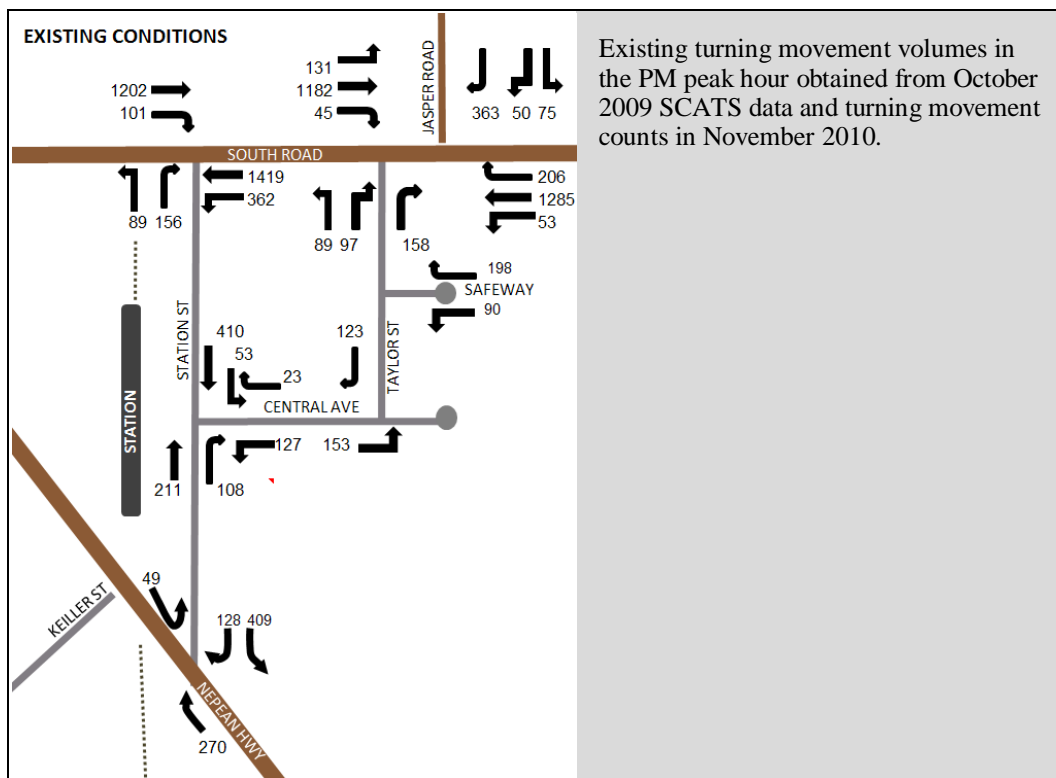 EXISTING CONDITIONS
131
1202
101
1182
45
JASPER ROAD
363 50 75
SOUTH ROAD
89 156
1419
362
89 97
158
206
1285
53
198
SAFEWAY
90
STATION ST
410
53
23
123
TAYLOR ST
CENTRAL AVE
STATION
211
108
127
153
49
KEILLER ST
128 409
NEPEAN HWY
270
Existing turning movement volumes in
the PM peak hour obtained from October
2009 SCATS data and turning movement
counts in November 2010.